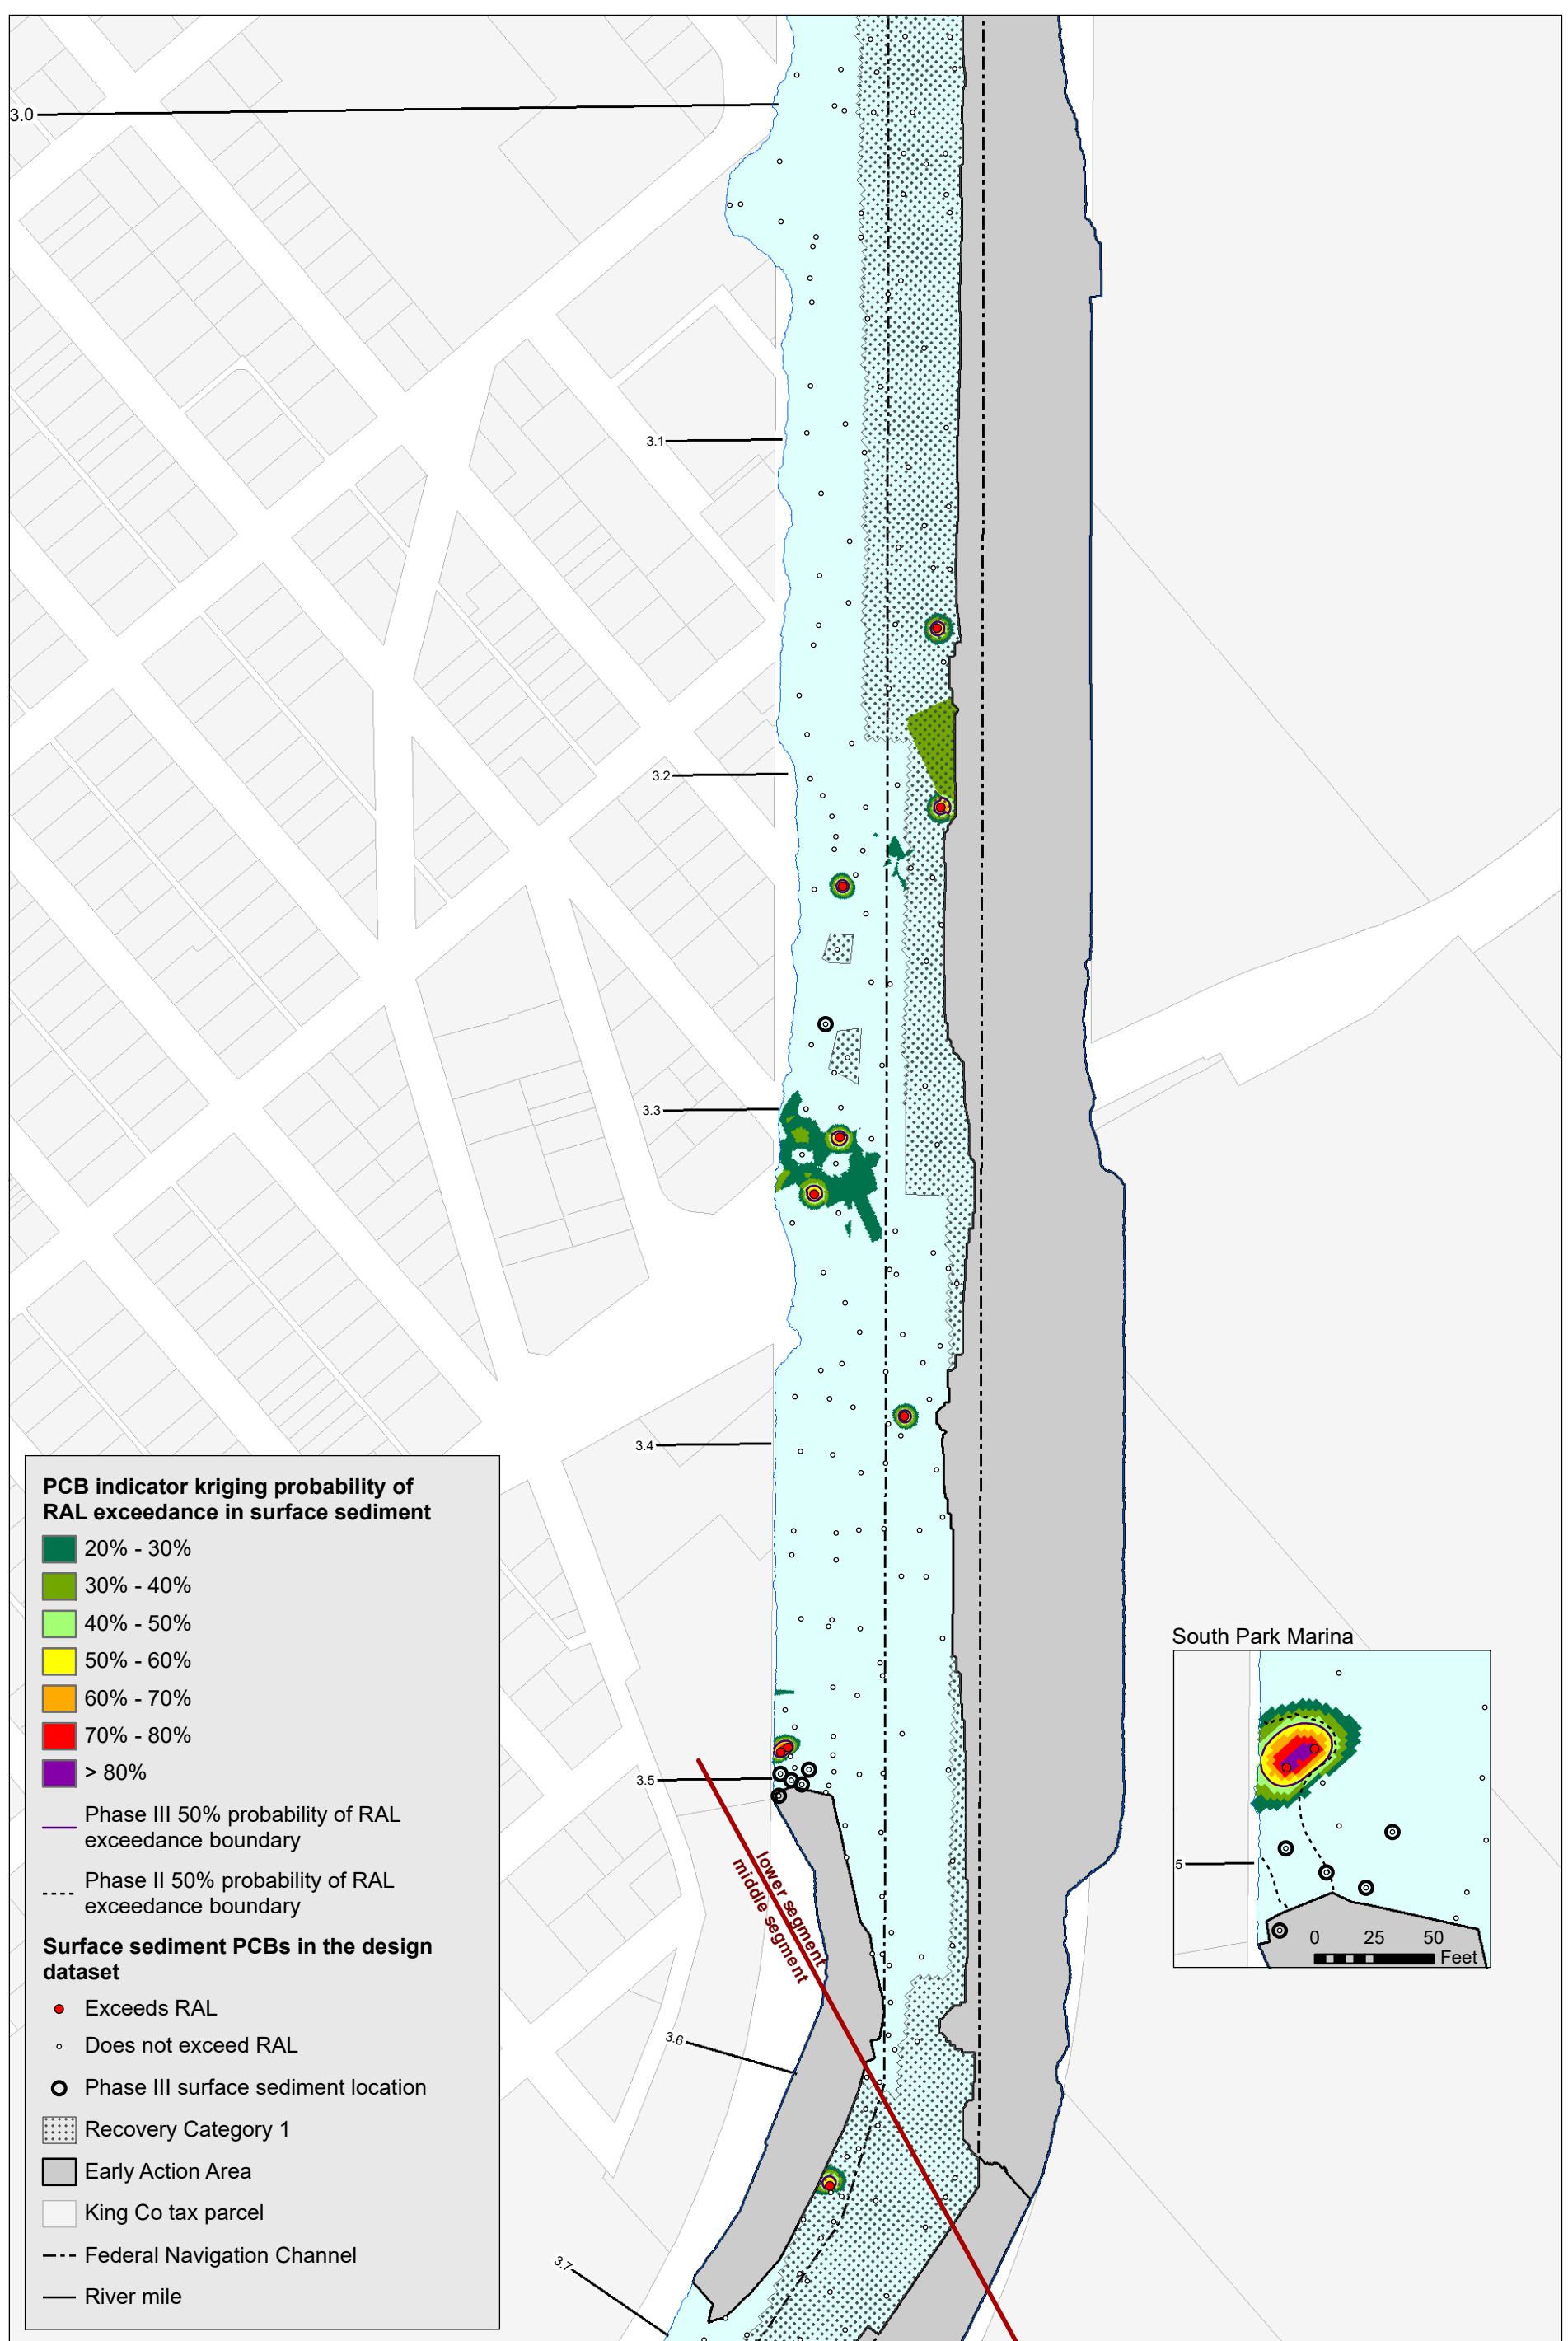 3.0
3.1
3.2
3.3
3.4
PCB indicator kriging probability of
RAL exceedance in surface sediment
20% - 30%
30% - 40%
40% - 50%
50% - 60%
60% - 70%
70% - 80%
> 80%
Phase III 50% probability of RAL
exceedance boundary
Phase II 50% probability of RAL
exceedance boundary
Surface sediment PCBs in the design
dataset
Exceeds RAL
Does not exceed RAL
Phase III surface sediment location
Recovery Category 1
Early Action Area
King Co tax parcel
Federal Navigation Channel
River mile
3.5
lower segment
middle segment
3.6
3.7
South Park Marina
5
0 25 50
Feet